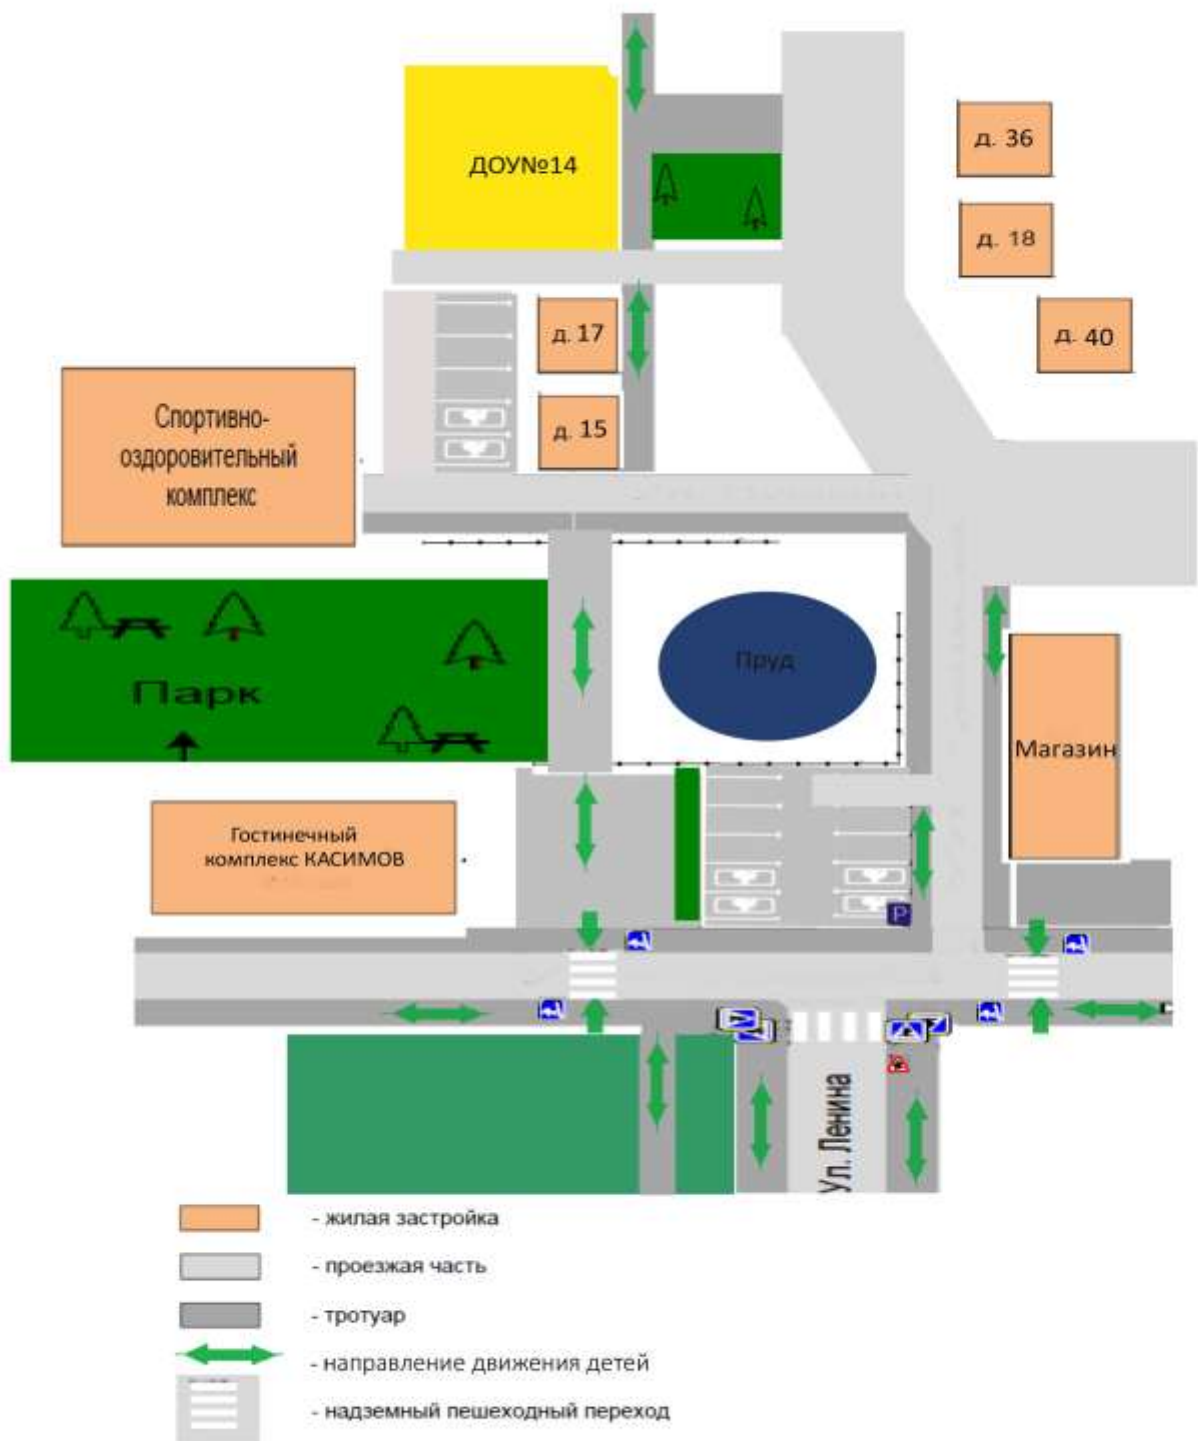 ДОУ№14
д. 36
д. 18
д. 40
д. 17
д. 15
Спортивно-
оздоровительный
комплекс
Пруд
Парк
Магазин
Гостинечный
комплекс КАСИМОВ
P
Ул. Ленина
- жилая застройка
- проезжая часть
- тротуар
- направление движения детей
- надземный пешеходный переход